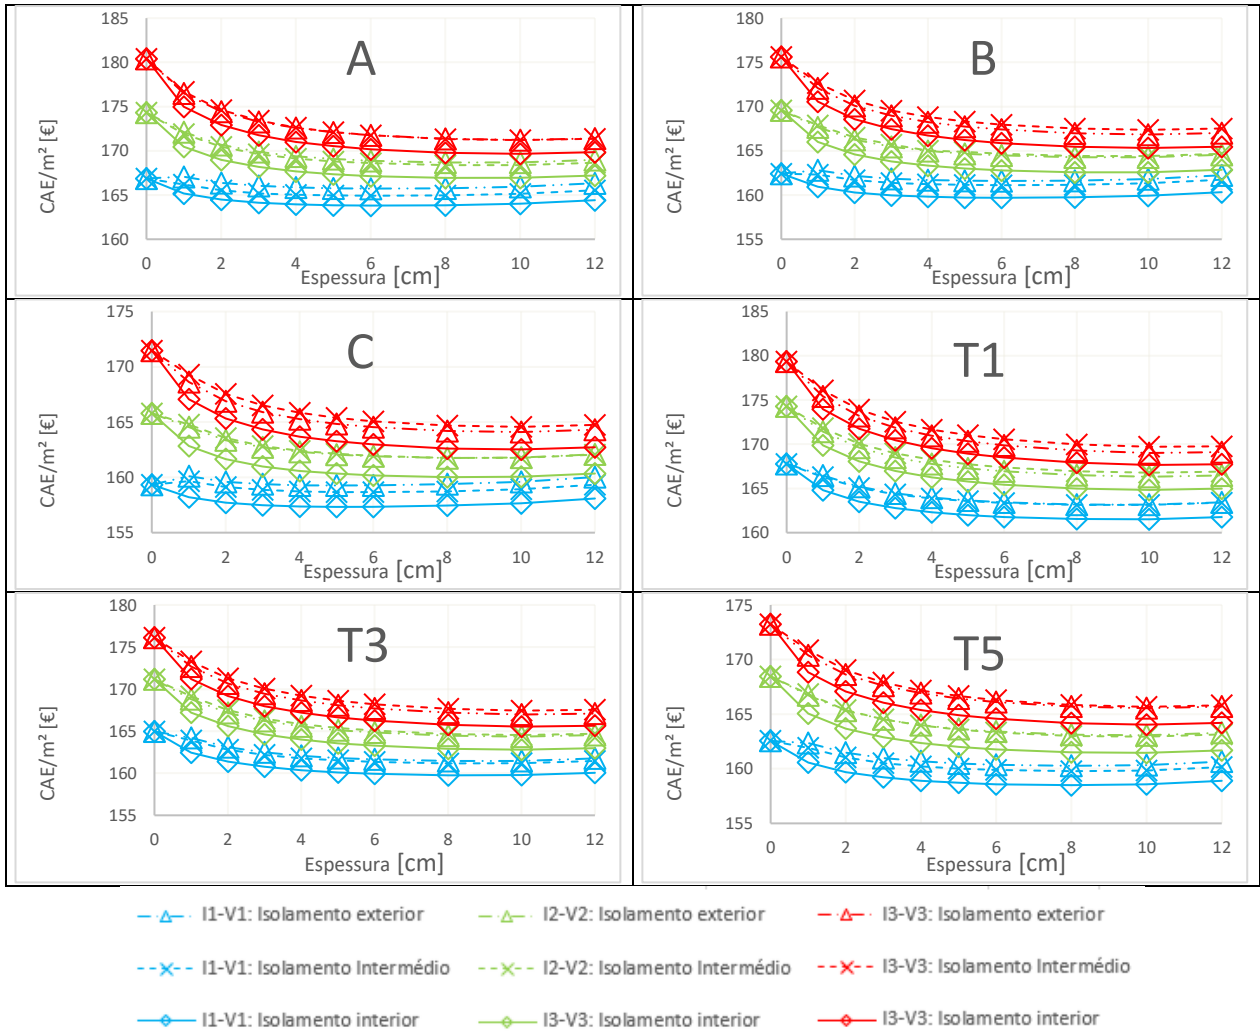 A
CAE/m² [€]
185
180
175
170
165
160
0 2 4 6 8 10 12
Espessura [cm]
B
CAE/m² [€]
180
175
170
165
160
155
0 2 4 6 8 10 12
Espessura [cm]
C
CAE/m² [€]
175
170
165
160
155
0 2 4 6 8 10 12
Espessura [cm]
T1
CAE/m² [€]
185
180
175
170
165
160
0 2 4 6 8 10 12
Espessura [cm]
T3
CAE/m² [€]
180
175
170
165
160
155
0 2 4 6 8 10 12
Espessura [cm]
T5
CAE/m² [€]
175
170
165
160
155
0 2 4 6 8 10 12
Espessura [cm]
I1-V1: Isolamento exterior
I2-V2: Isolamento exterior
I3-V3: Isolamento exterior
I1-V1: Isolamento Intermédio
I2-V2: Isolamento Intermédio
I3-V3: Isolamento Intermédio
I1-V1: Isolamento interior
I3-V3: Isolamento interior
I3-V3: Isolamento interior